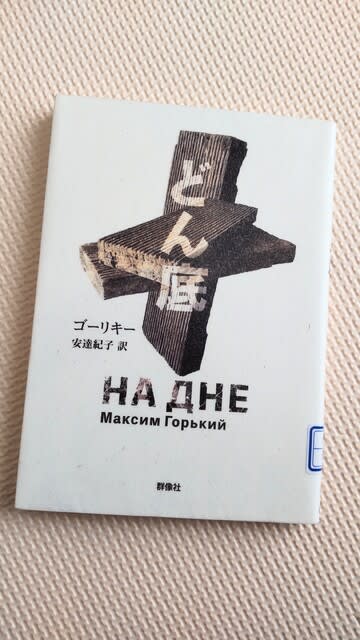 どん底
ゴーリキー
安達紀子 訳
НА ДНЕ
Максим Горький
群像社